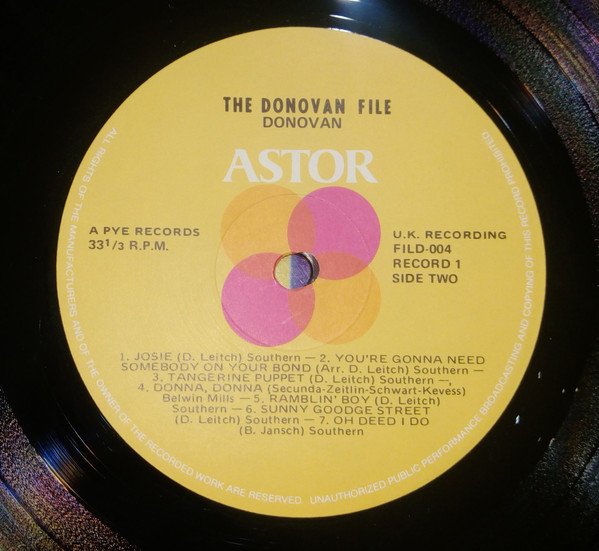 THE DONOVAN FILE
DONOVAN
ASTOR
A PYE RECORDS
33 1/3 R.P.M.
U.K. RECORDING
FILD-004
RECORD 1
SIDE TWO
1. JOSIE (D. Leitch) Southern — 2. YOU'RE GONNA NEED
SOMEBODY ON YOUR BOND (Arr. D. Leitch) Southern —
3. TANGERINE PUPPET (D. Leitch) Southern —,
4. DONNA, DONNA (Secunda-Zeitlin-Schwart-Kevess)
Belwin Mills — 5. RAMBLIN' BOY (D. Leitch)
Southern — 6. SUNNY GOODGE STREET
(D. Leitch) Southern — 7. OH DEED I DO
(B. Jansch) Southern
ALL RIGHTS OF THE MANUFACTURERS AND OF THE OWNER OF THE RECORDED WORK ARE RESERVED UNAUTHORIZED PUBLIC PERFORMANCE BROADCASTING AND COPYING OF THIS RECORD PROHIBITED